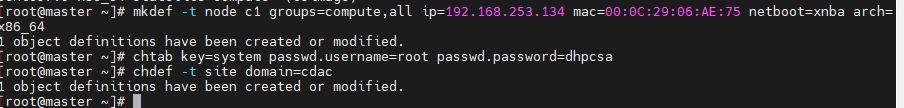 [root@master ~]# mkdef -t node c1 groups=compute,all ip=192.168.253.134 mac=00:0C:29:06:AE:75 netboot=xnba arch=
x86_64
1 object definitions have been created or modified.
[root@master ~]# chtab key=system passwd.username=root passwd.password=dhpcsa
[root@master ~]# chdef -t site domain=cdac
1 object definitions have been created or modified.
[root@master ~]#